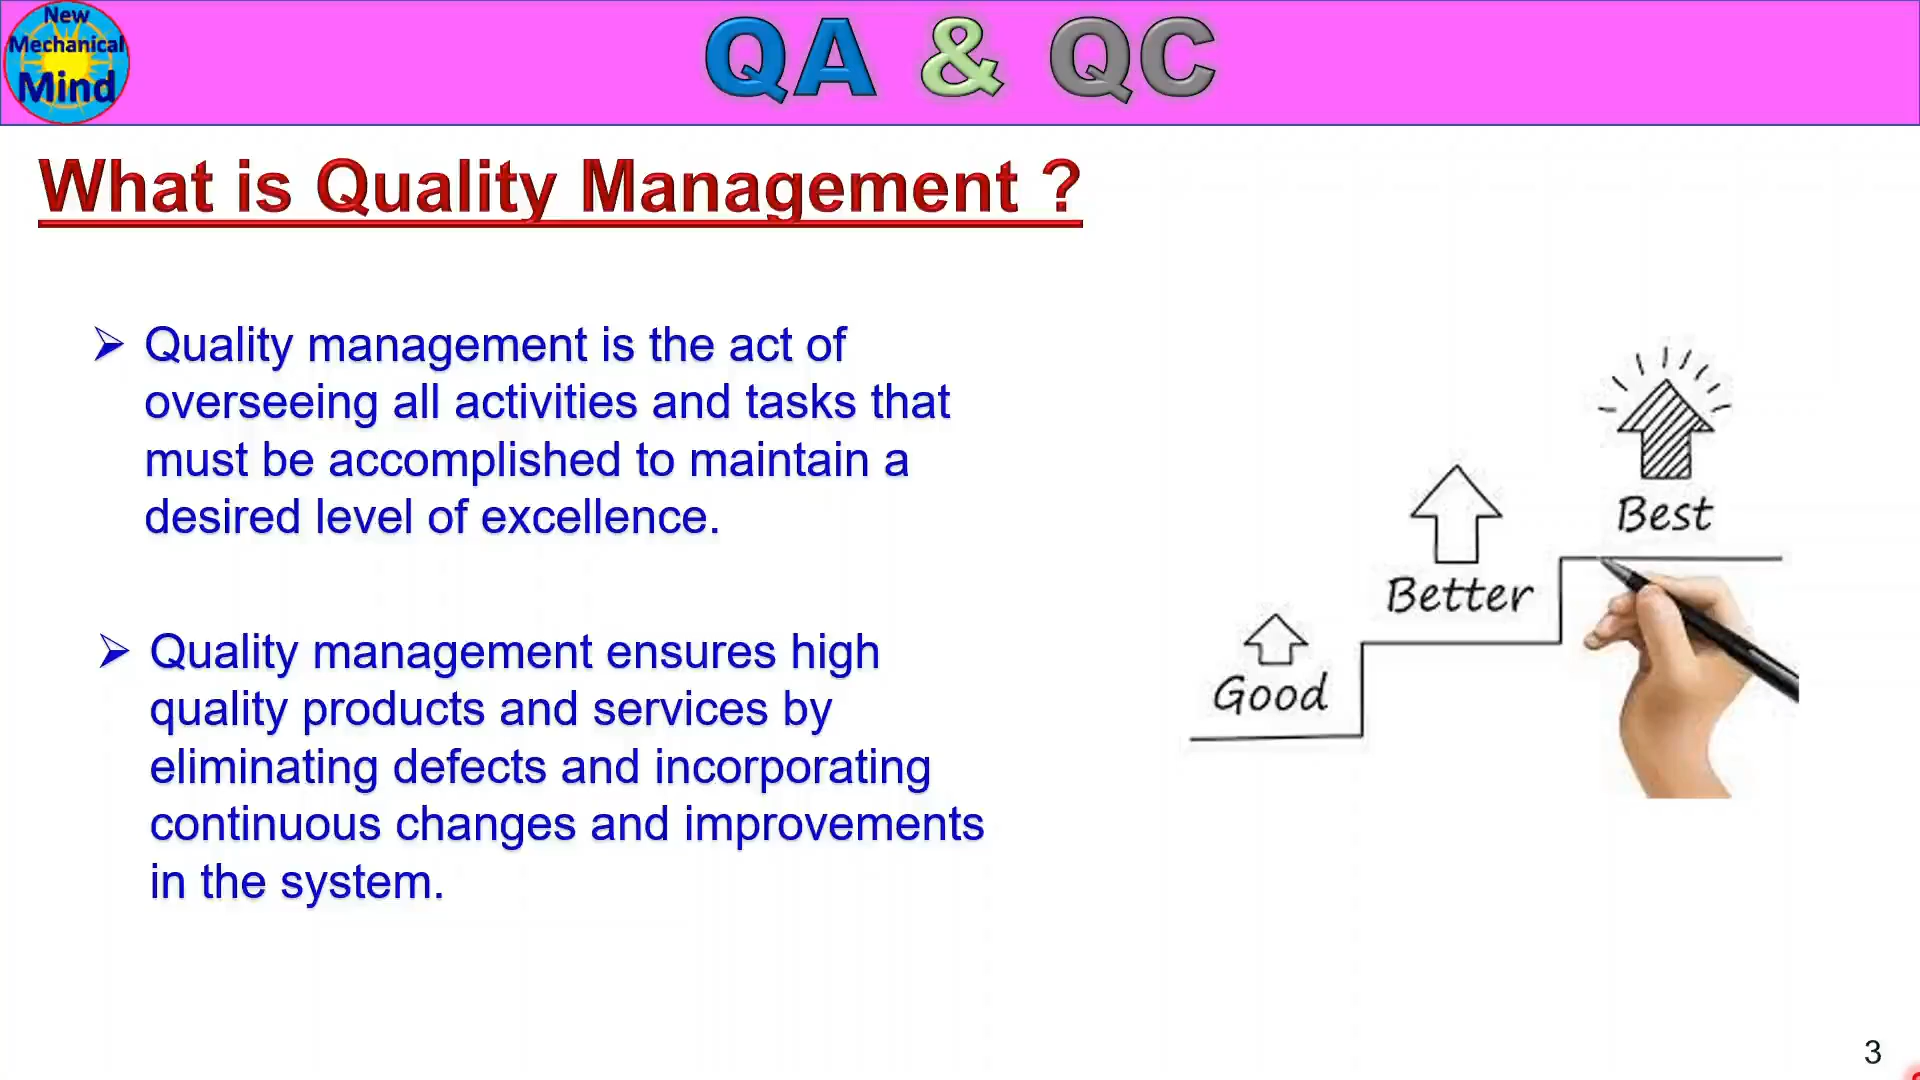 New
Mechanical
Mind
QA & QC
What is Quality Management ?
➢ Quality management is the act of
overseeing all activities and tasks that
must be accomplished to maintain a
desired level of excellence.
➢ Quality management ensures high
quality products and services by
eliminating defects and incorporating
continuous changes and improvements
in the system.
Best
Better
Good
3